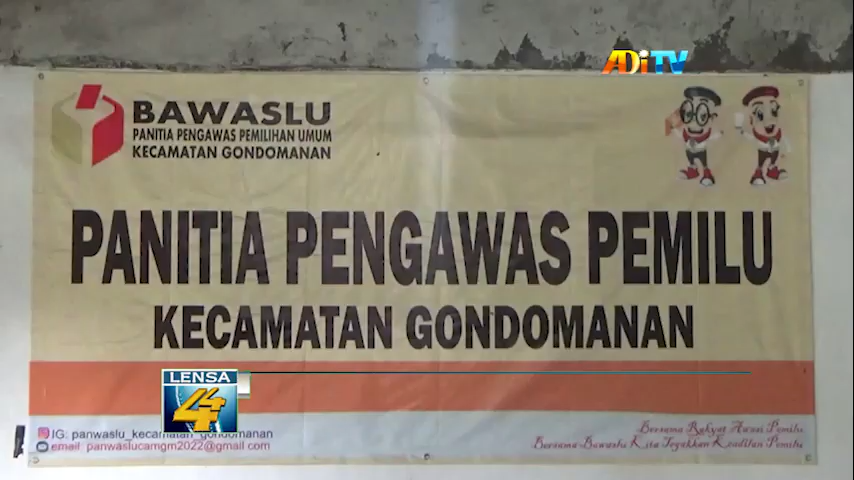 ADiTV
BAWASLU
PANITIA PENGAWAS PEMILIHAN UMUM
KECAMATAN GONDOMANAN
PANITIA PENGAWAS PEMILU
KECAMATAN GONDOMANAN
LENSA
44
IG: panwaslu_kecamatan_gondomanan
email: panwaslucamgm2022@gmail.com
Bersama Rakyat Awasi Pemilu
Bersama Bawaslu Kita Tegakkan Keadilan Pemilu